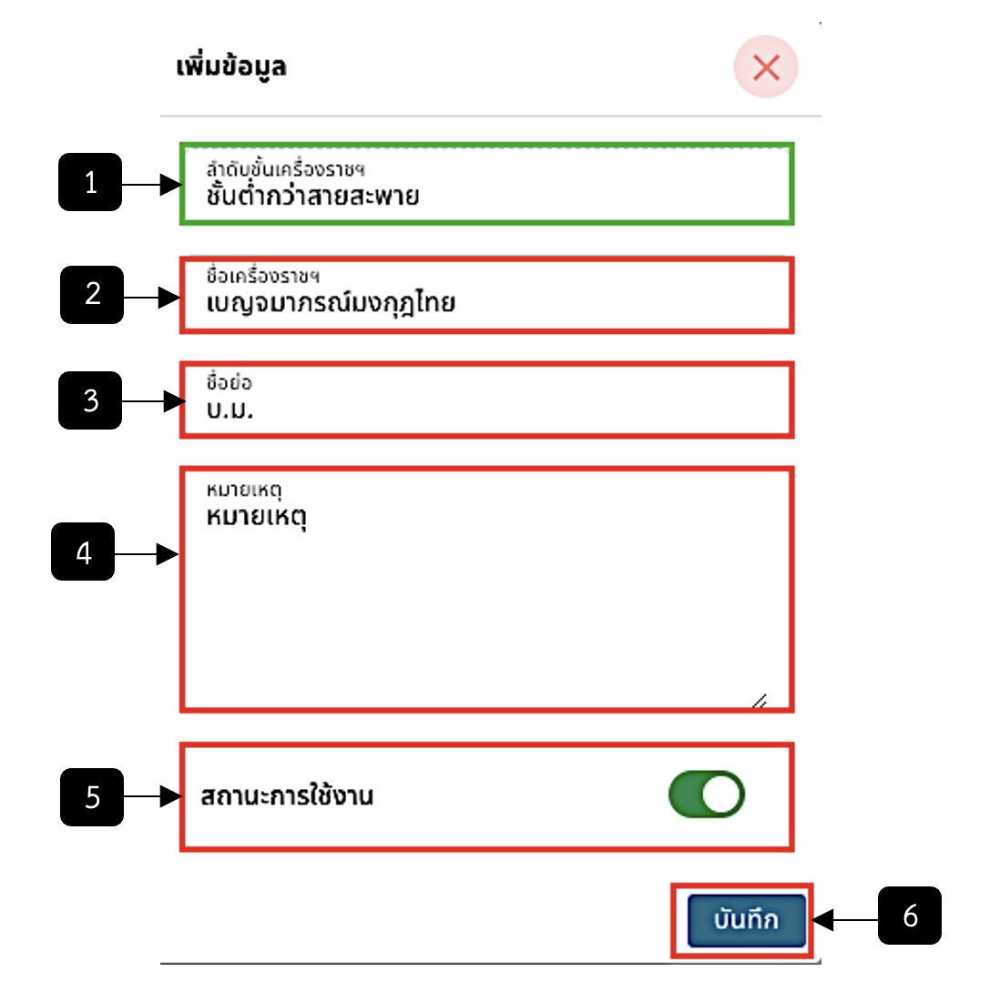 เพิ่มข้อมูล
1
ลำดับชั้นเครื่องราชฯ
ชั้นต่ำกว่าสายสะพาย
2
ชื่อเครื่องราชฯ
เบญจมาภรณ์มงกุฎไทย
3
ชื่อย่อ
บ.ม.
4
หมายเหตุ
หมายเหตุ
5
สถานะการใช้งาน
บันทึก
6